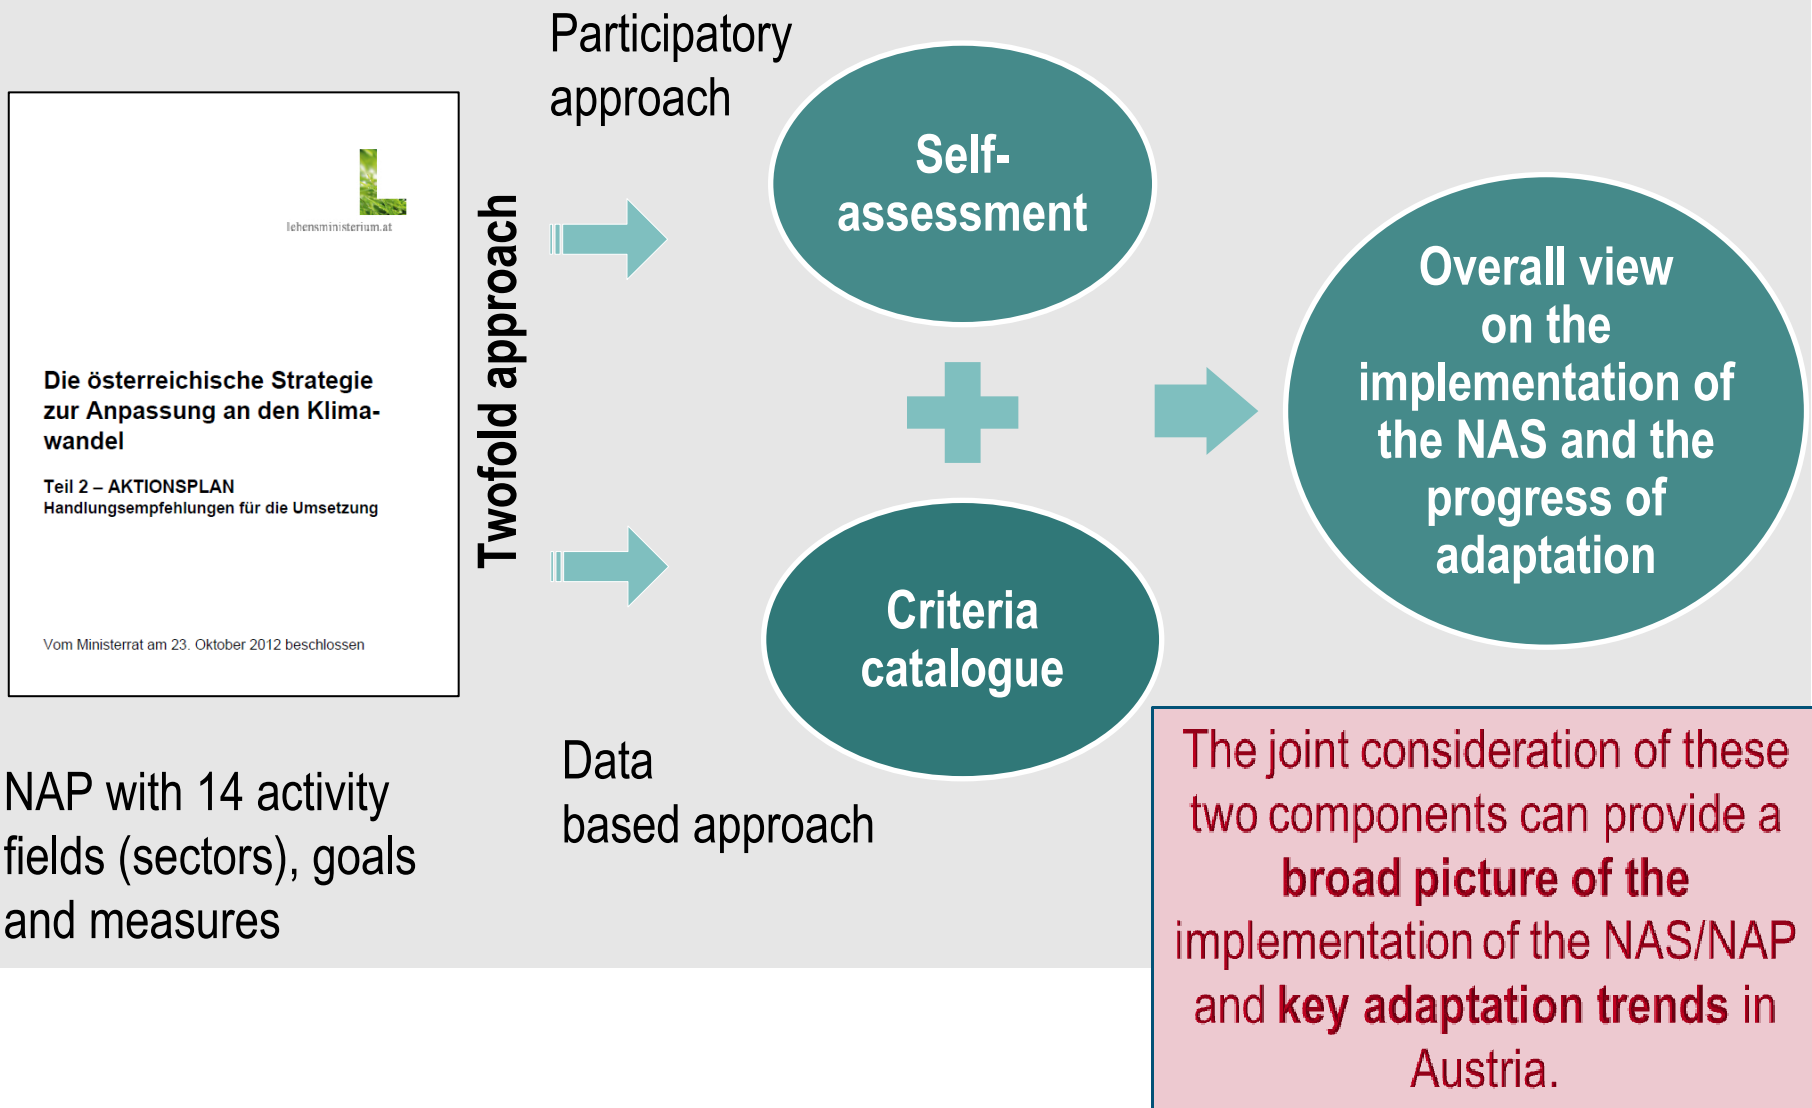 lebensministerium.at
Die österreichische Strategie
zur Anpassung an den Klima-
wandel
Teil 2 – AKTIONSPLAN
Handlungsempfehlungen für die Umsetzung
Vom Ministerrat am 23. Oktober 2012 beschlossen
NAP with 14 activity
fields (sectors), goals
and measures
Twofold approach
Participatory
approach
Self-
assessment
Criteria
catalogue
Data
based approach
Overall view
on the
implementation of
the NAS and the
progress of
adaptation
The joint consideration of these
two components can provide a
broad picture of the
implementation of the NAS/NAP
and key adaptation trends in
Austria.